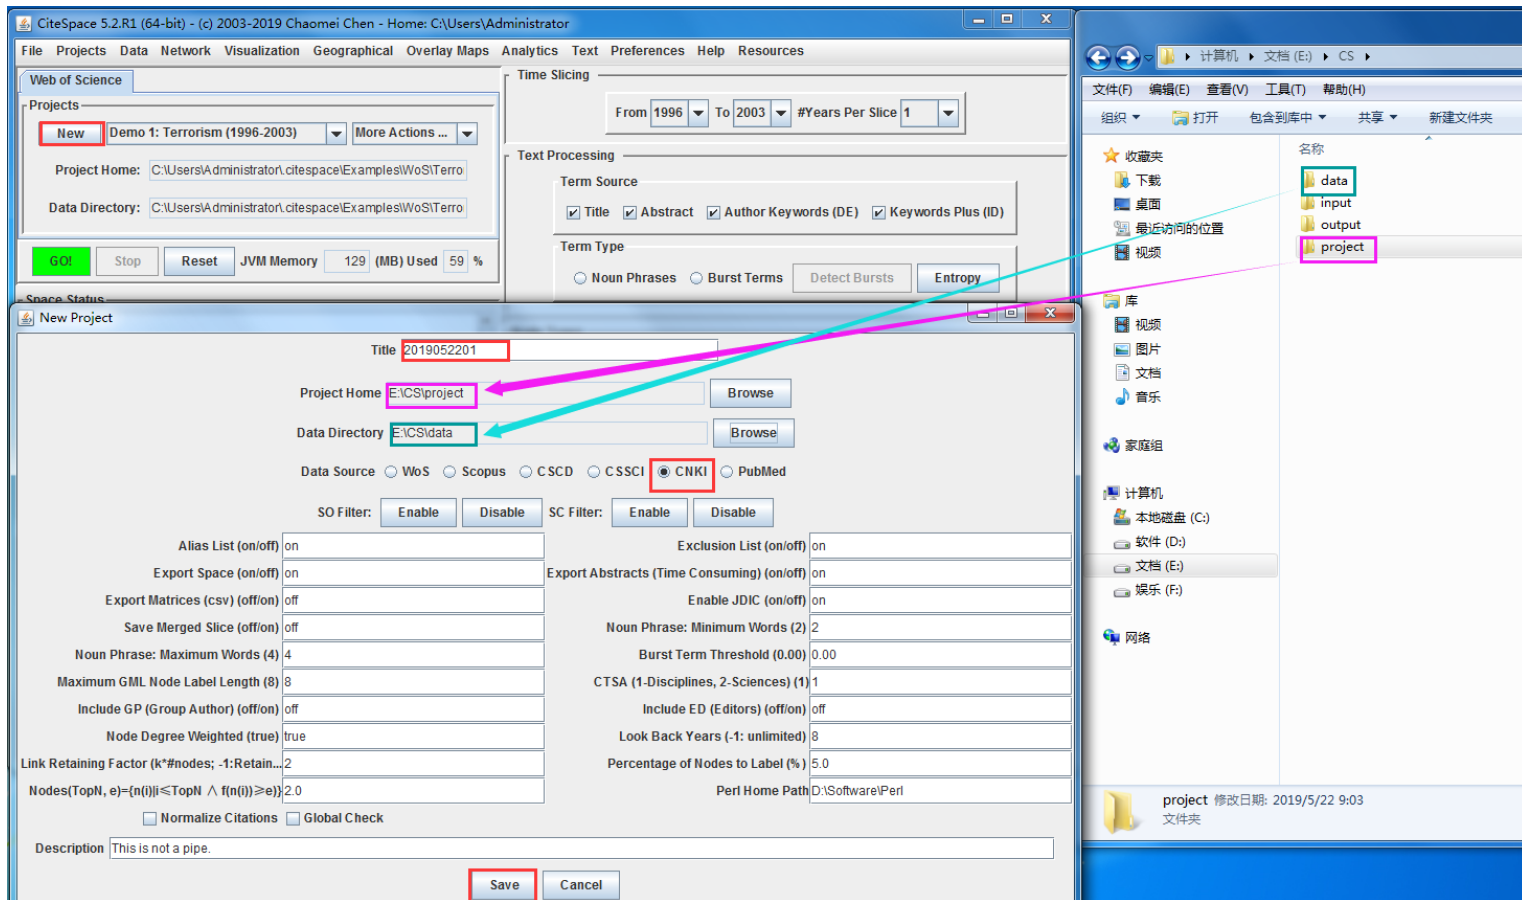 CiteSpace 5.2.R1 (64-bit) - (c) 2003-2019 Chaomei Chen - Home: C:\Users\Administrator
File Projects Data Network Visualization Geographical Overlay Maps Analytics Text Preferences Help Resources
Web of Science
Projects
New Demo 1: Terrorism (1996-2003) More Actions ...
Project Home: C:\Users\Administrator\.citespace\Examples\WoS\Terro
Data Directory: C:\Users\Administrator\.citespace\Examples\WoS\Terro
GO! Stop Reset JVM Memory 129 (MB) Used 59 %
Space Status
Time Slicing
From 1996 To 2003 #Years Per Slice 1
Text Processing
Term Source
Title Abstract Author Keywords (DE) Keywords Plus (ID)
Term Type
Noun Phrases Burst Terms Detect Bursts Entropy
New Project
Title 2019052201
Project Home E:\CS\project Browse
Data Directory E:\CS\data Browse
Data Source WoS Scopus CSCD CSSCI CNKI PubMed
SO Filter: Enable Disable SC Filter: Enable Disable
Alias List (on/off) on Exclusion List (on/off) on
Export Space (on/off) on Export Abstracts (Time Consuming) (on/off) on
Export Matrices (csv) (off/on) off Enable JDIC (on/off) on
Save Merged Slice (off/on) off Noun Phrase: Minimum Words (2) 2
Noun Phrase: Maximum Words (4) 4 Burst Term Threshold (0.00) 0.00
Maximum GML Node Label Length (8) 8 CTSA (1-Disciplines, 2-Sciences) (1) 1
Include GP (Group Author) (off/on) off Include ED (Editors) (off/on) off
Node Degree Weighted (true) true Look Back Years (-1: unlimited) 8
Link Retaining Factor (k*#nodes; -1:Retain... 2 Percentage of Nodes to Label (%) 5.0
Nodes(TopN, e)={n(i)|i≤TopN ∧ f(n(i))≥e)} 2.0 Perl Home Path D:\Software\Perl
Normalize Citations Global Check
Description This is not a pipe.
Save Cancel
计算机 文档 (E:) CS
文件(F) 编辑(E) 查看(V) 工具(T) 帮助(H)
组织 打开 包含到库中 共享 新建文件夹
收藏夹
下载
桌面
最近访问的位置
视频
库
视频
图片
文档
音乐
家庭组
计算机
本地磁盘 (C:)
软件 (D:)
文档 (E:)
娱乐 (F:)
网络
名称
data
input
output
project
project 修改日期: 2019/5/22 9:03
文件夹